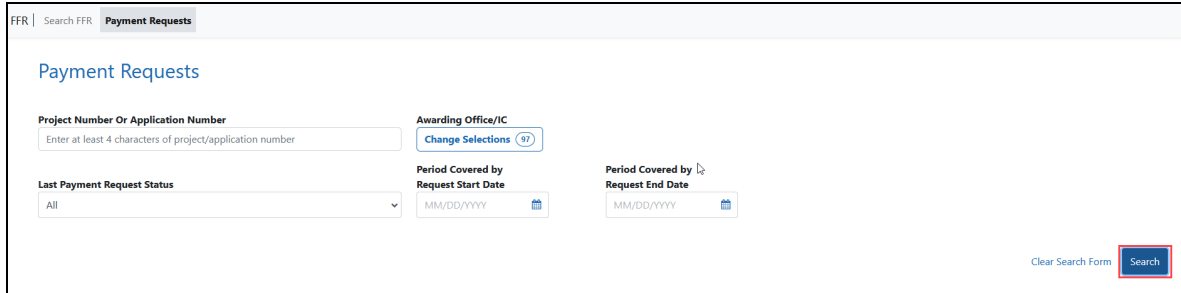 FFR | Search FFR Payment Requests
Payment Requests
Project Number Or Application Number
Enter at least 4 characters of project/application number
Awarding Office/IC
Change Selections 97
Last Payment Request Status
All
Period Covered by
Request Start Date
MM/DD/YYYY
Period Covered by
Request End Date
MM/DD/YYYY
Clear Search Form Search